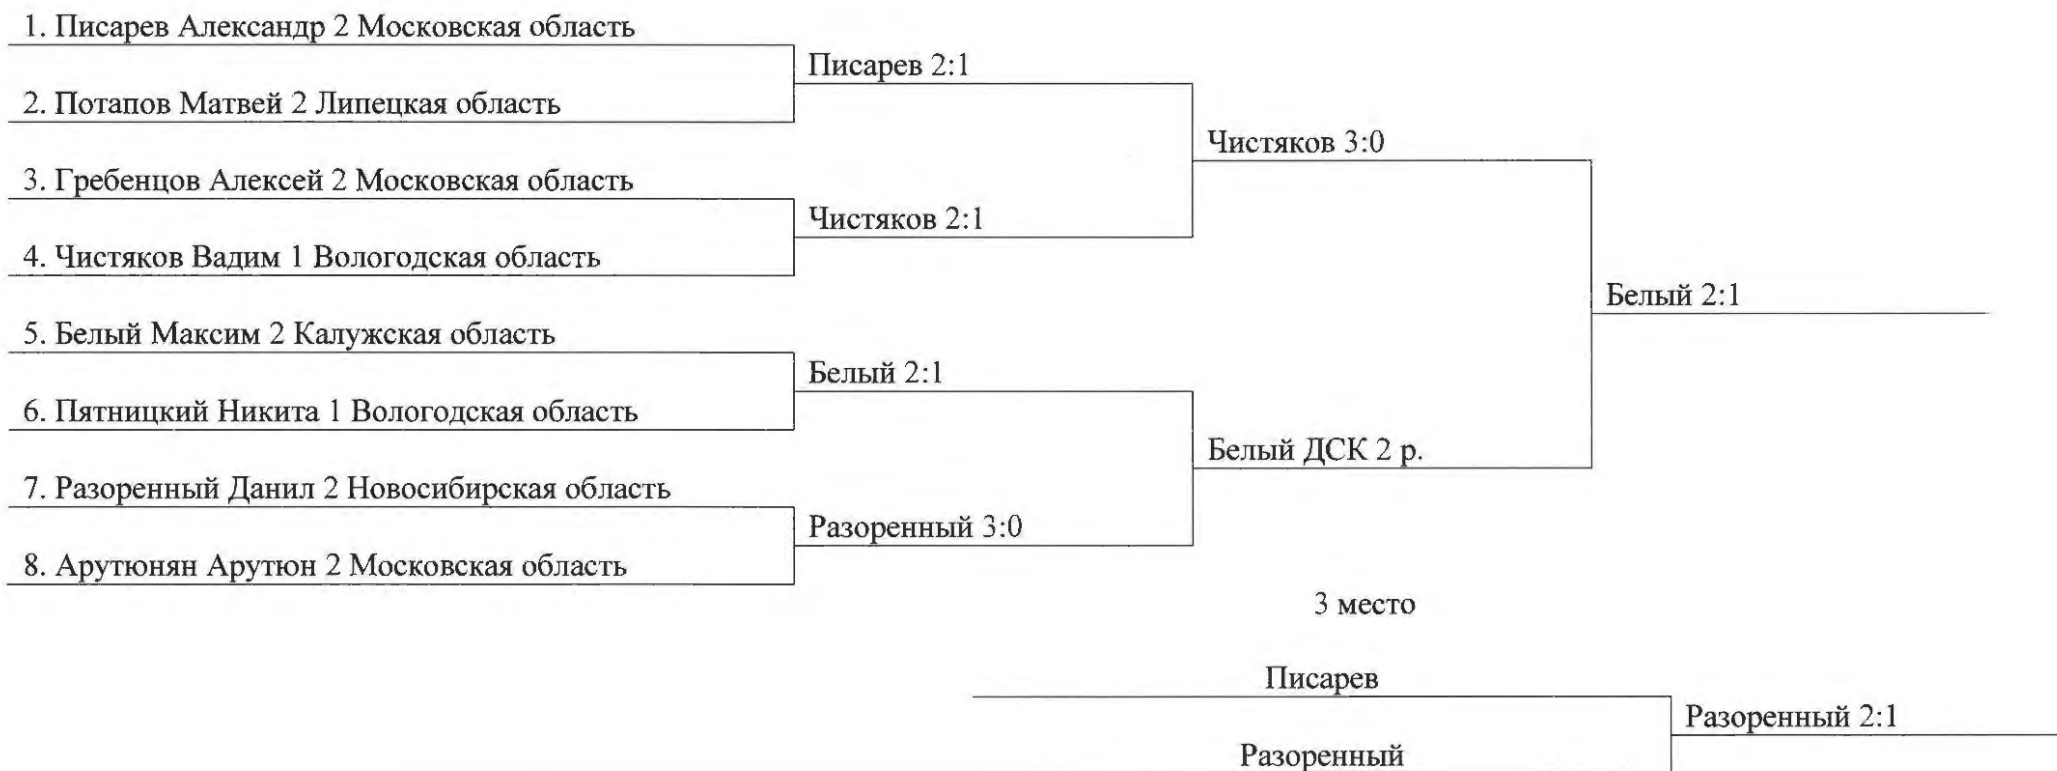 1. Писарев Александр 2 Московская область
Писарев 2:1
2. Потапов Матвей 2 Липецкая область
Чистяков 3:0
3. Гребенцов Алексей 2 Московская область
Чистяков 2:1
4. Чистяков Вадим 1 Вологодская область
Белый 2:1
5. Белый Максим 2 Калужская область
Белый 2:1
6. Пятницкий Никита 1 Вологодская область
Белый ДСК 2 р.
7. Разоренный Данил 2 Новосибирская область
Разоренный 3:0
8. Арутюнян Арутюн 2 Московская область
3 место
Писарев
Разоренный 2:1
Разоренный